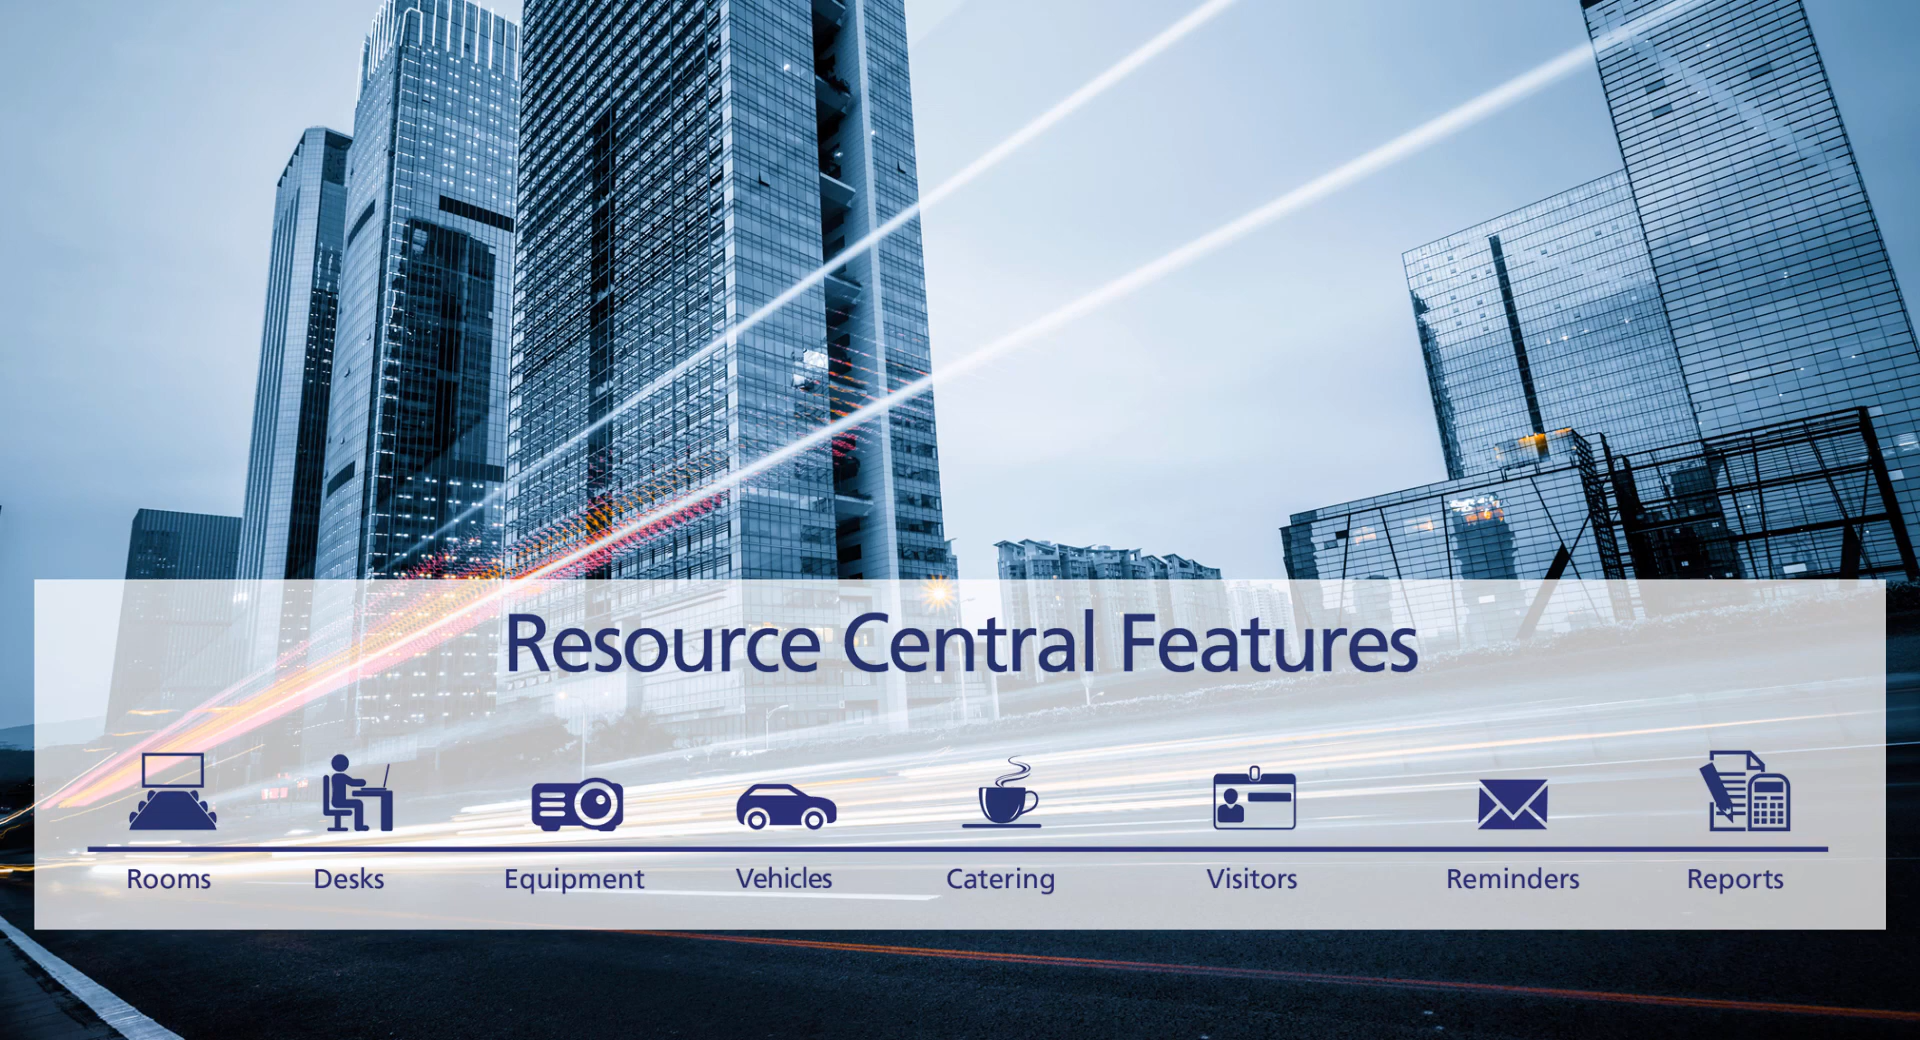 Resource Central Features
Rooms
Desks
Equipment
Vehicles
Catering
Visitors
Reminders
Reports